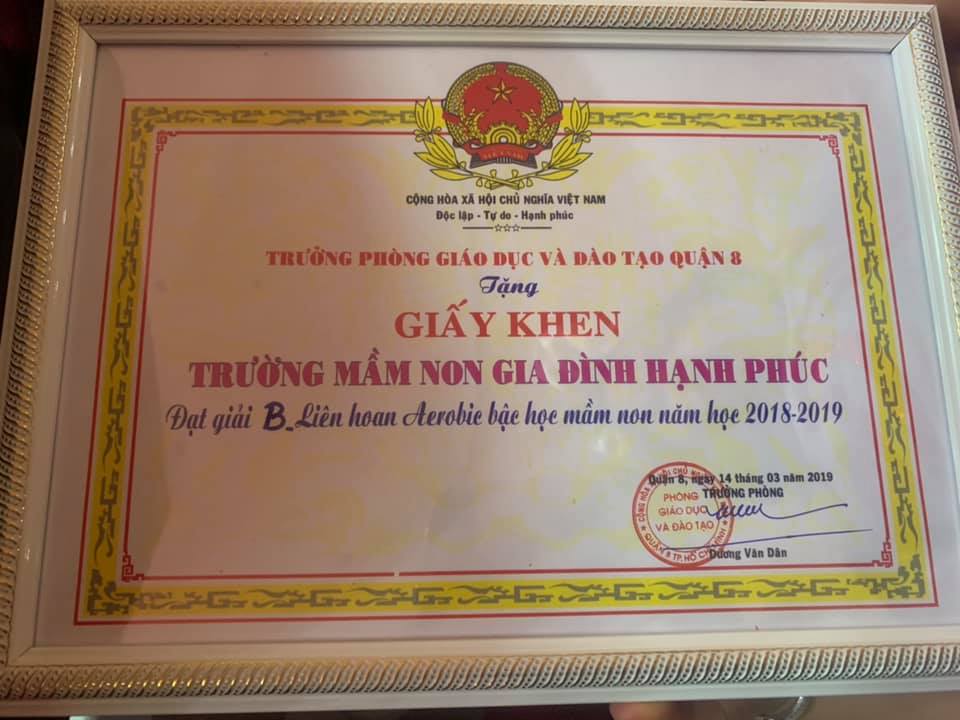 VIỆT NAM
CỘNG HÒA XÃ HỘI CHỦ NGHĨA VIỆT NAM
Độc lập - Tự do - Hạnh phúc
TRƯỞNG PHÒNG GIÁO DỤC VÀ ĐÀO TẠO QUẬN 8
Tặng
GIẤY KHEN
TRƯỜNG MẦM NON GIA ĐÌNH HẠNH PHÚC
Đạt giải B_Liên hoan Aerobic bậc học mầm non năm học 2018-2019
Quận 8, ngày 14 tháng 03 năm 2019
TRƯỞNG PHÒNG
PHÒNG
GIÁO DỤC
VÀ ĐÀO TẠO
Dương Văn Dân